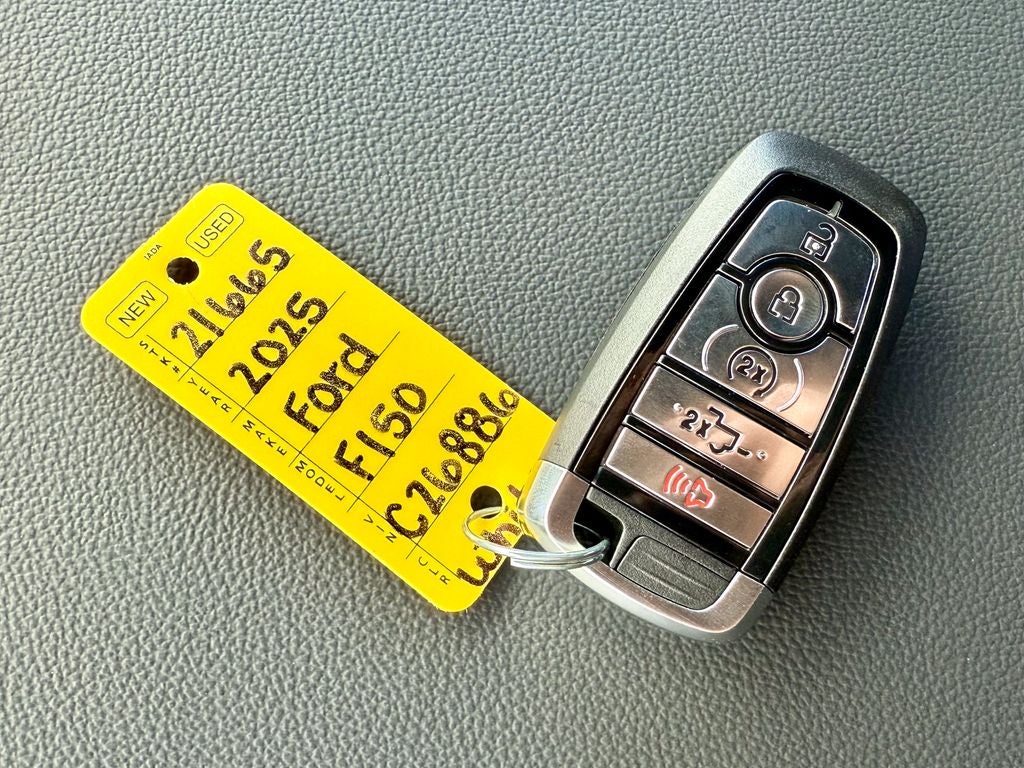 IADA
NEW USED
STK# 21665
YEAR 2025
MAKE Ford
MODEL F150
VIN C26886
CLR
2x
2x